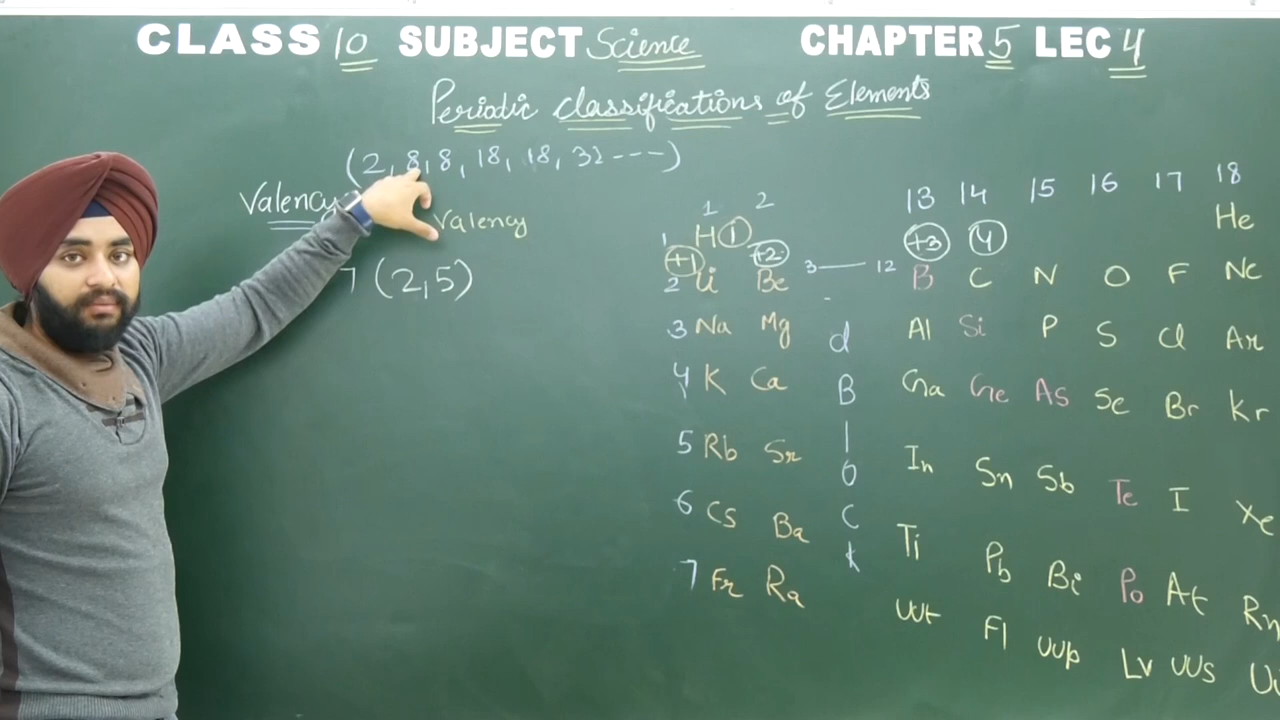 CLASS 10 SUBJECT Science CHAPTER 5 LEC 4
Periodic classifications of Elements
(2, 8, 8, 18, 18, 32 ----)
Valency
Valency
7 (2,5)
1 2 13 14 15 16 17 18
1 H 1 +2 +3 4 He
+1
2 Li Be 3 — 12 B C N O F Ne
3 Na Mg d Al Si P S Cl Ar
4 K Ca B Ga Ge As Se Br Kr
5 Rb Sr l o In Sn Sb Te I Xe
6 Cs Ba c k Ti Pb Bi Po At Rn
7 Fr Ra Uut Fl Uup Lv Uus